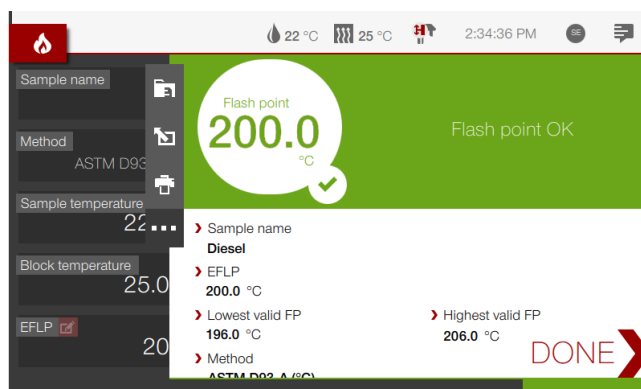 22 °C 25 °C 2:34:36 PM SE
Sample name
Method
ASTM D93
Sample temperature
22
Block temperature
25.0
EFLP
20
Flash point
200.0
°C
Flash point OK
Sample name
Diesel
EFLP
200.0 °C
Lowest valid FP
196.0 °C
Highest valid FP
206.0 °C
Method
ASTM D93-A (°C)
DONE